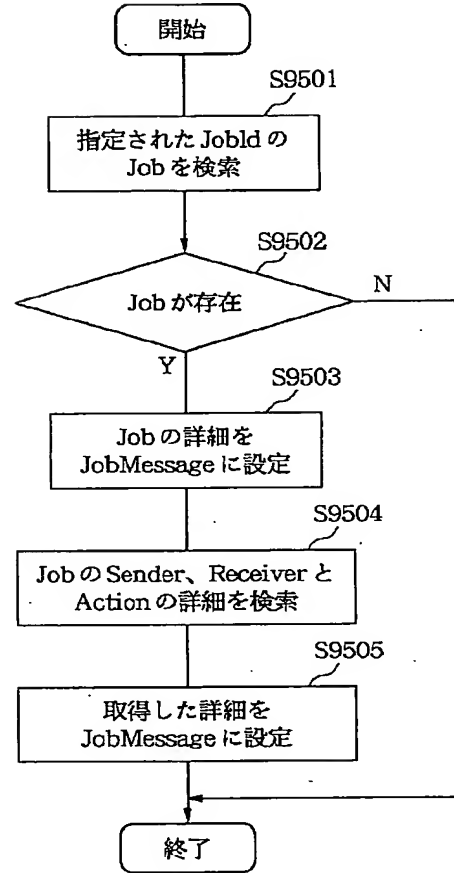 開始
S9501
指定された JobIdの
Jobを検索
S9502
Jobが存在
N
Y
S9503
Jobの詳細を
JobMessageに設定
S9504
JobのSender、Receiverと
Actionの詳細を検索
S9505
取得した詳細を
JobMessageに設定
終了